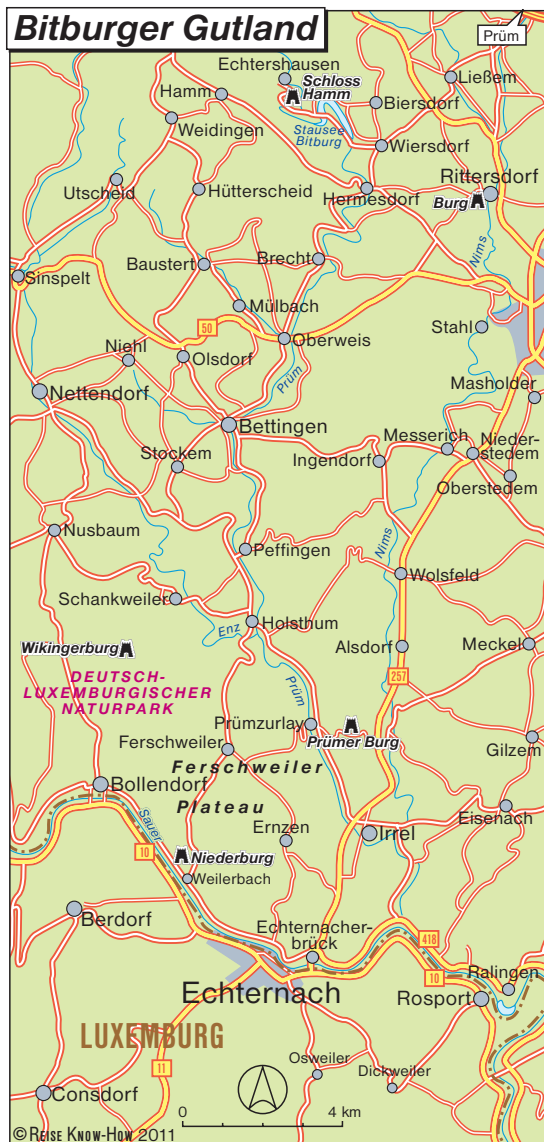 Bitburger Gutland
Prüm
Echtershausen
Ließem
Schloss
Hamm
Hamm
Biersdorf
Weidingen
Stausee
Bitburg
Wiersdorf
Utscheid
Hütterscheid
Hermesdorf
Rittersdorf
Burg
Nims
Baustert
Brecht
Sinspelt
Mülbach
50
Stahl
Oberweis
Niehl
Olsdorf
Prüm
Nettendorf
Masholder
Bettingen
Messerich
Nieder-
stedem
Stockem
Ingendorf
Oberstedem
Nusbaum
Nims
Peffingen
Wolsfeld
Schankweiler
Enz
Holsthum
Wikingerburg
Alsdorf
Meckel
DEUTSCH-
LUXEMBURGISCHER
NATURPARK
Prüm
257
Prümzurlay
Prümer Burg
Ferschweiler
Gilzem
Ferschweiler
Plateau
Bollendorf
Sauer
Ernzen
Irrel
Eisenach
10
Niederburg
Weilerbach
Berdorf
Echternacher-
brück
418
10
Ralingen
Echternach
Rosport
LUXEMBURG
11
Osweiler
Dickweiler
Consdorf
0 4 km
© REISE KNOW-HOW 2011